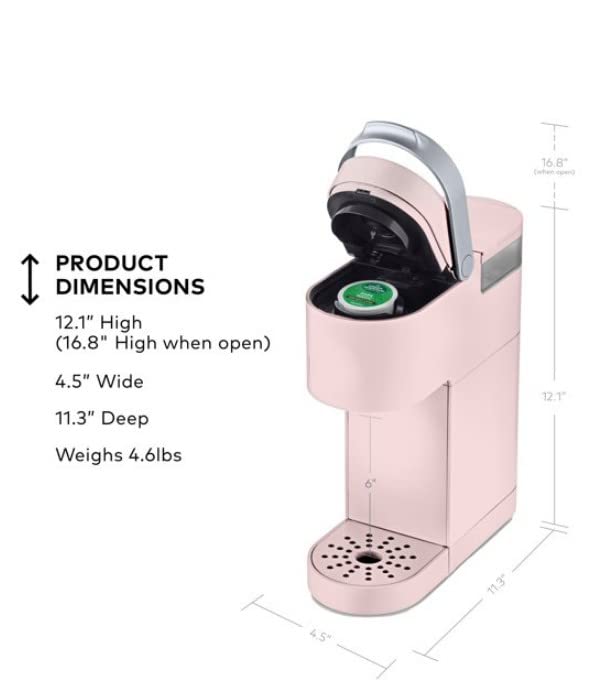 PRODUCT
DIMENSIONS
12.1” High
(16.8" High when open)
4.5” Wide
11.3” Deep
Weighs 4.6lbs
16.8”
(when open)
12.1”
6”
11.3”
4.5”